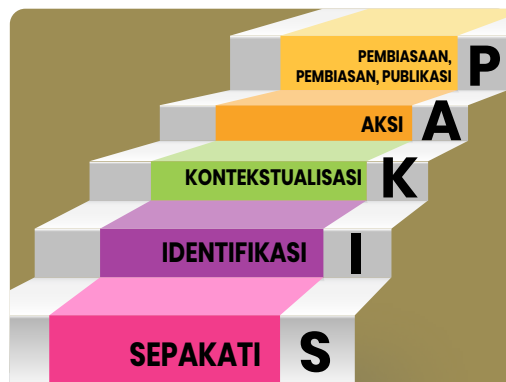 PEMBIASAAN,
PEMBIASAN, PUBLIKASI P
AKSI A
KONTEKSTUALISASI K
IDENTIFIKASI I
SEPAKATI S